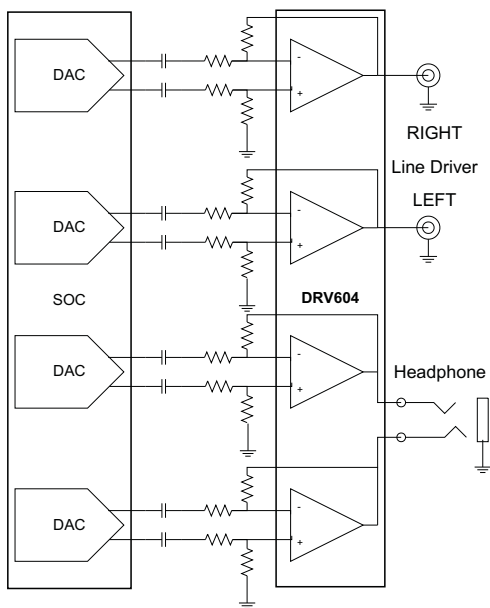 DAC
-
+
RIGHT
Line Driver
LEFT
DAC
-
+
SOC
DRV604
DAC
-
+
Headphone
DAC
-
+